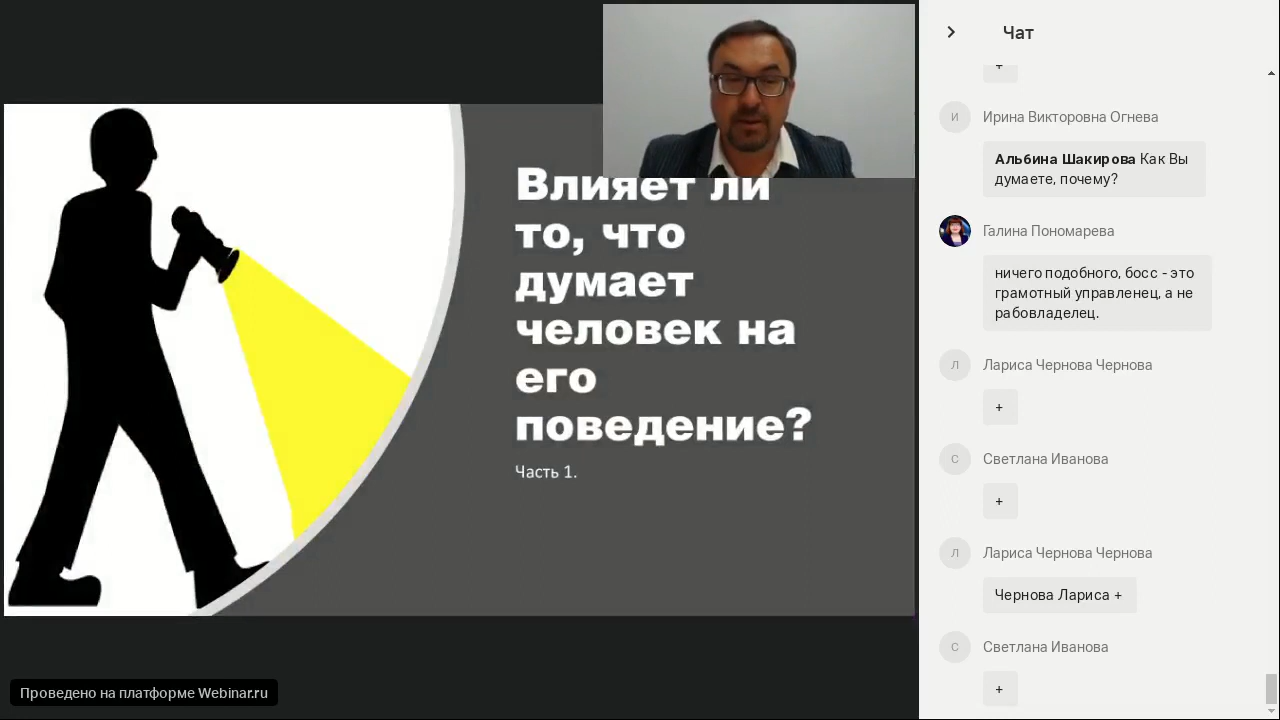 Влияет ли
то, что
думает
человек на
его
поведение?
Часть 1.
Проведено на платформе Webinar.ru
Чат
+
И
Ирина Викторовна Огнева
Альбина Шакирова Как Вы
думаете, почему?
Галина Пономарева
ничего подобного, босс - это
грамотный управленец, а не
рабовладелец.
Л
Лариса Чернова Чернова
+
С
Светлана Иванова
+
Л
Лариса Чернова Чернова
Чернова Лариса +
С
Светлана Иванова
+